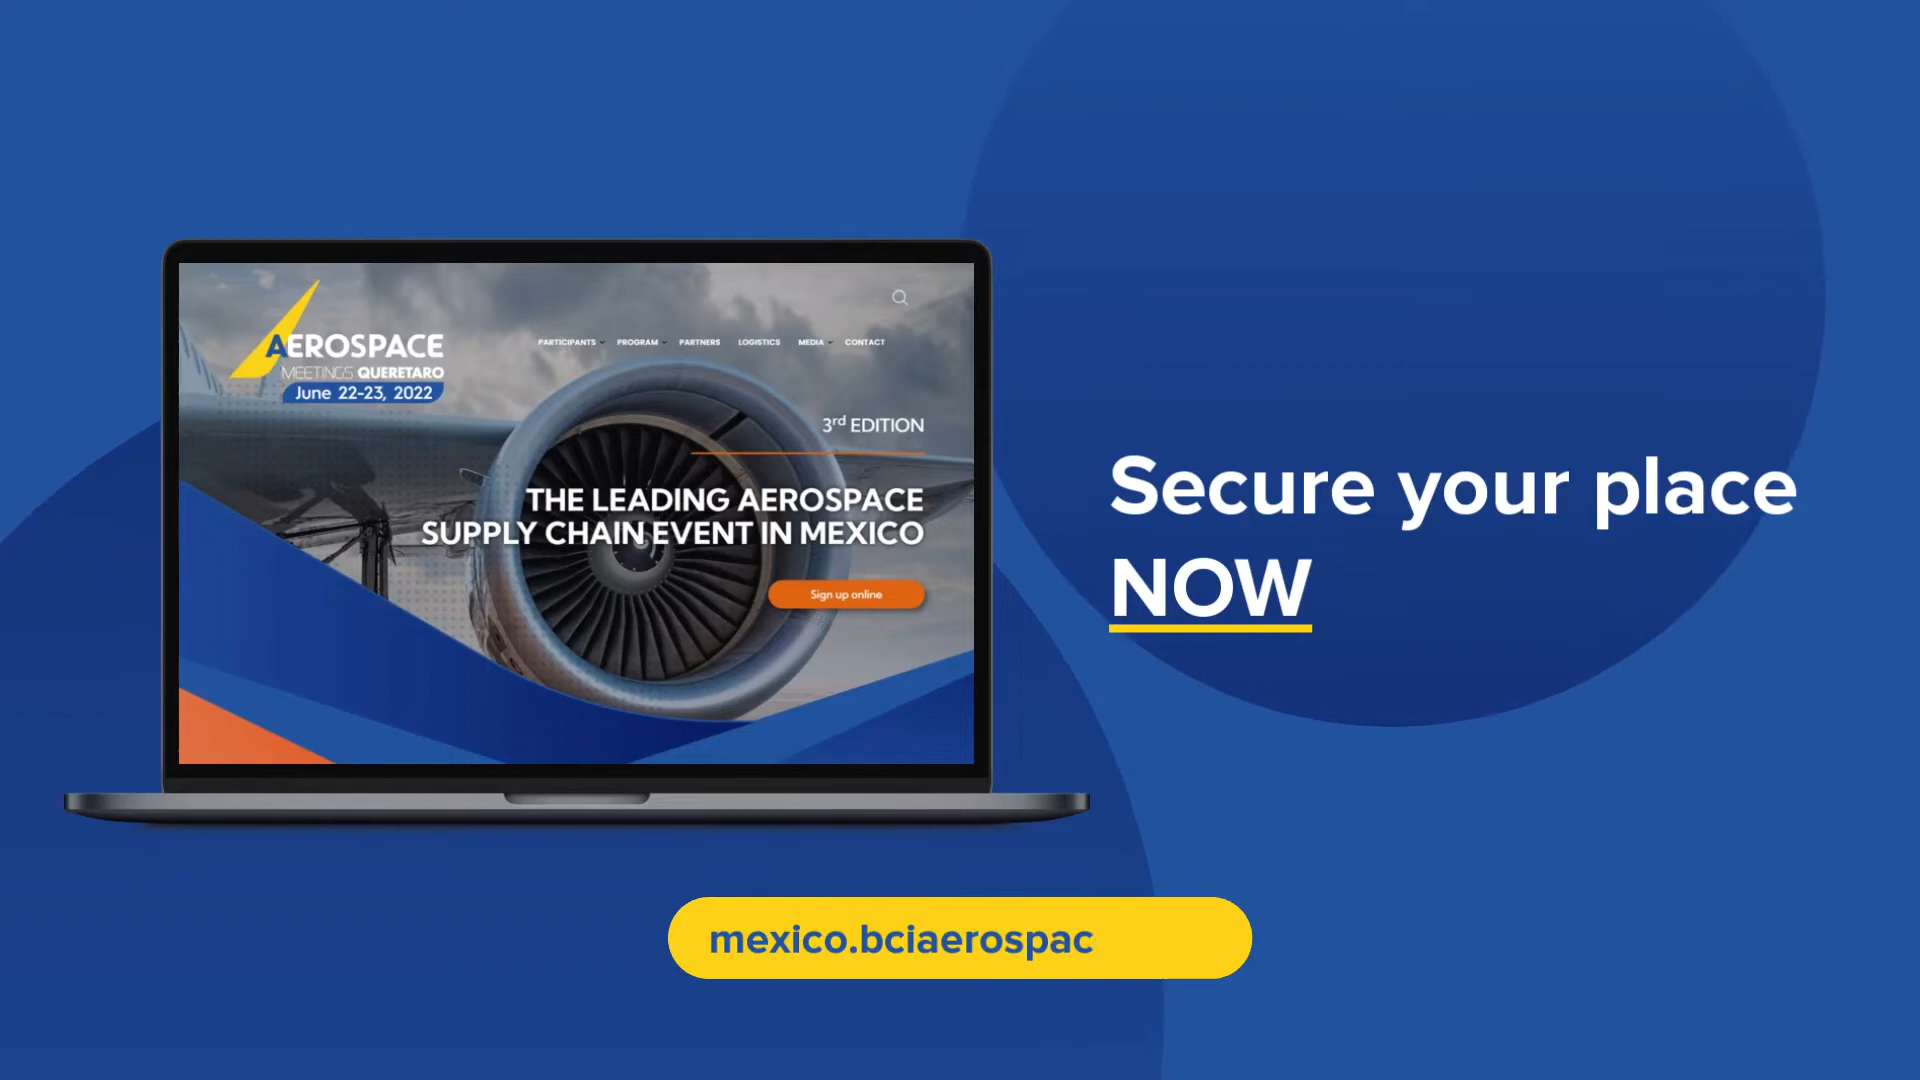 AEROSPACE
MEETINGS QUERETARO
June 22-23, 2022
PARTICIPANTS PROGRAM PARTNERS LOGISTICS MEDIA CONTACT
3rd EDITION
THE LEADING AEROSPACE
SUPPLY CHAIN EVENT IN MEXICO
Sign up online
Secure your place
NOW
mexico.bciaerospac